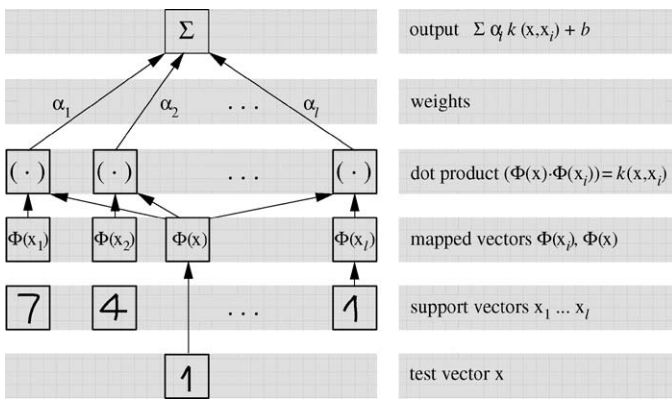 Σ
output Σ αᵢ k (x,xᵢ) + b
α₁ α₂ . . . αₗ
weights
( · ) ( · ) . . . ( · )
dot product (Φ(x)·Φ(xᵢ)) = k(x,xᵢ)
Φ(x₁) Φ(x₂) Φ(x) Φ(xₗ)
mapped vectors Φ(xᵢ), Φ(x)
7 4 . . . 1
support vectors x₁ ... xₗ
1
test vector x